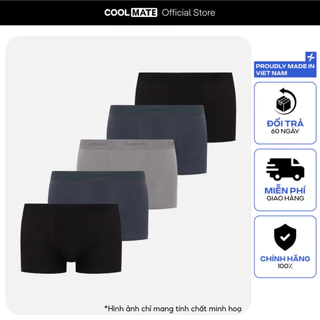 COOLMATE | Official Store
PROUDLY MADE IN
VIET NAM
ĐỔI TRẢ
60 NGÀY
MIỄN PHÍ
GIAO HÀNG
CHÍNH HÃNG
100%
*Hình ảnh chỉ mang tính chất minh hoạ